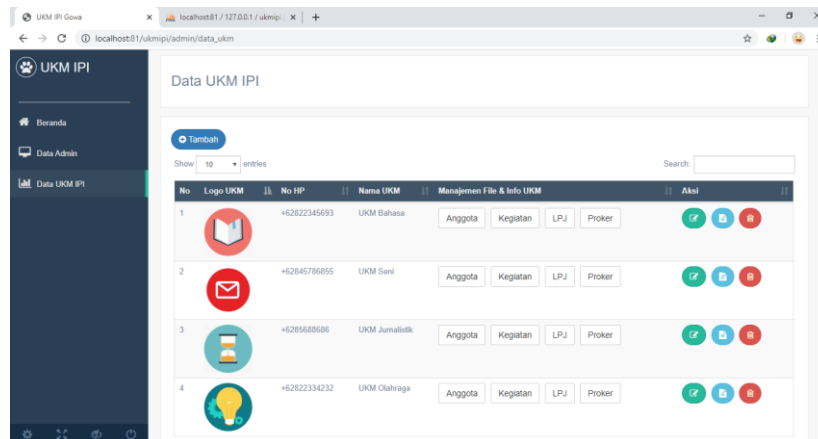 UKM IPI Gowa
localhost:81 / 127.0.0.1 / ukmipi
localhost:81/ukmipi/admin/data_ukm
UKM IPI
Data UKM IPI
Beranda
Data Admin
Data UKM IPI
Tambah
Show 10 entries
Search:
No Logo UKM No HP Nama UKM Manajemen File & Info UKM Aksi
1 +62822345693 UKM Bahasa Anggota Kegiatan LPJ Proker
2 +62845786855 UKM Seni Anggota Kegiatan LPJ Proker
3 +6285688686 UKM Jurnalistik Anggota Kegiatan LPJ Proker
4 +62822334232 UKM Olahraga Anggota Kegiatan LPJ Proker